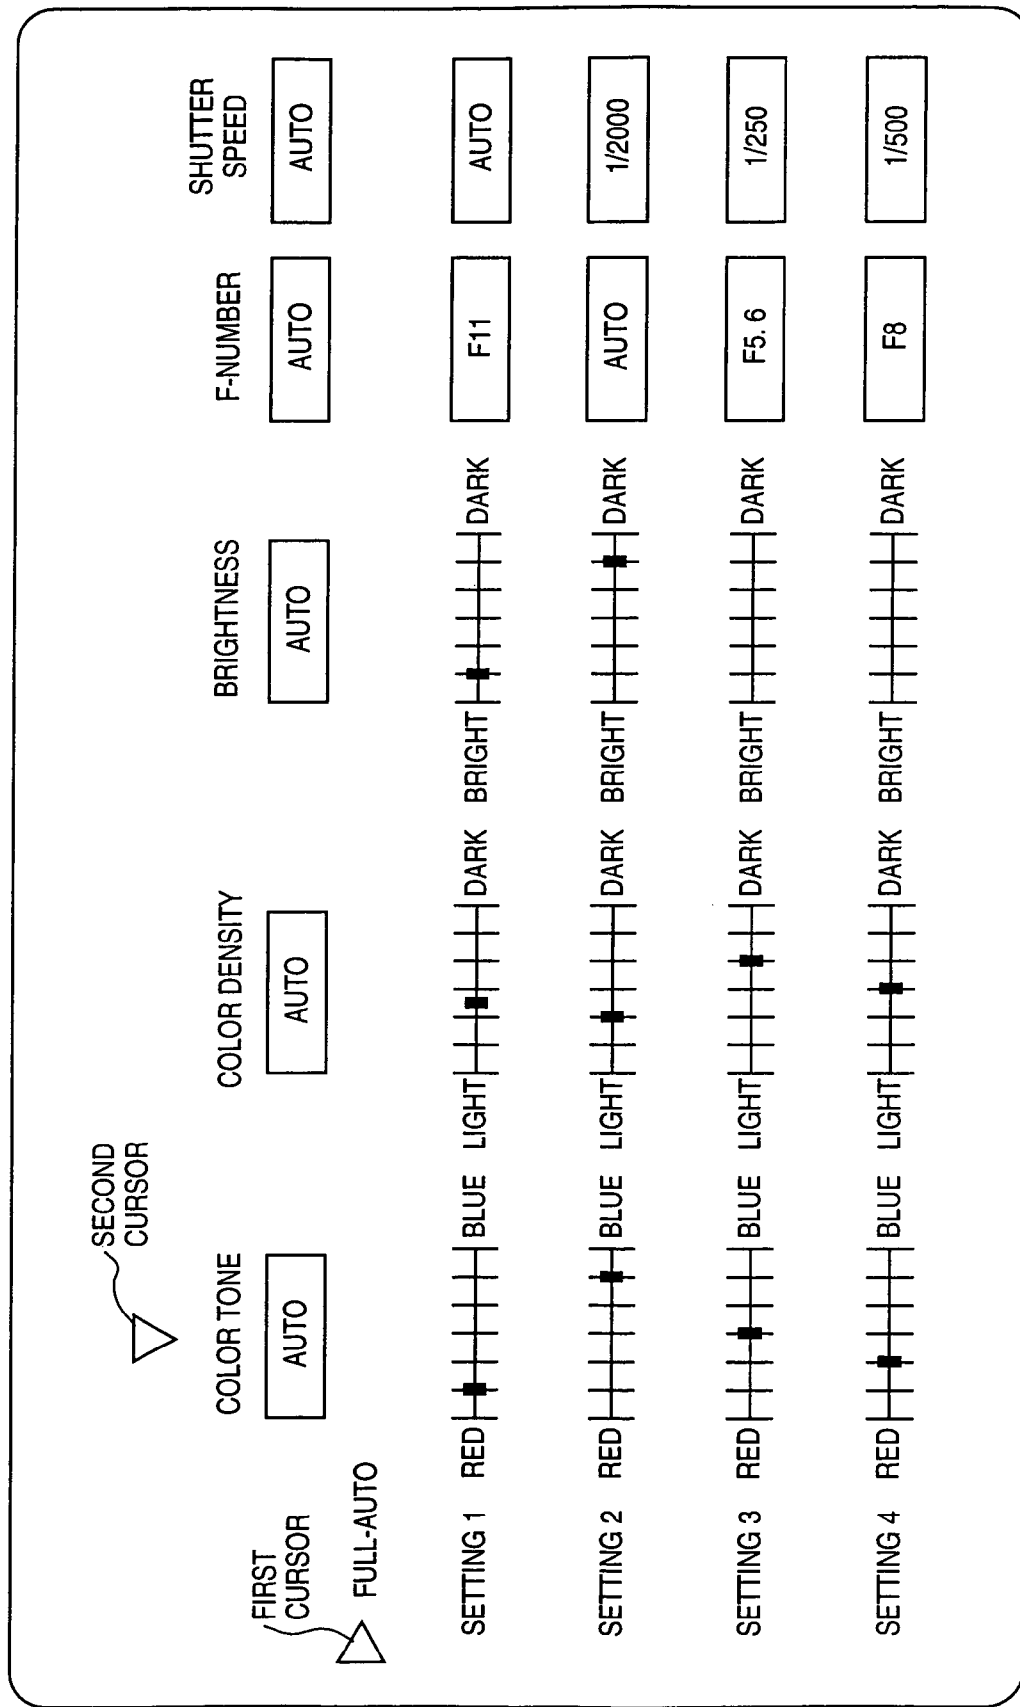 SECOND
CURSOR
FIRST
CURSOR
COLOR TONE COLOR DENSITY BRIGHTNESS F-NUMBER SHUTTER
SPEED
FULL-AUTO AUTO AUTO AUTO AUTO AUTO
SETTING 1 RED BLUE LIGHT DARK BRIGHT DARK F11 AUTO
SETTING 2 RED BLUE LIGHT DARK BRIGHT DARK AUTO 1/2000
SETTING 3 RED BLUE LIGHT DARK BRIGHT DARK F5. 6 1/250
SETTING 4 RED BLUE LIGHT DARK BRIGHT DARK F8 1/500